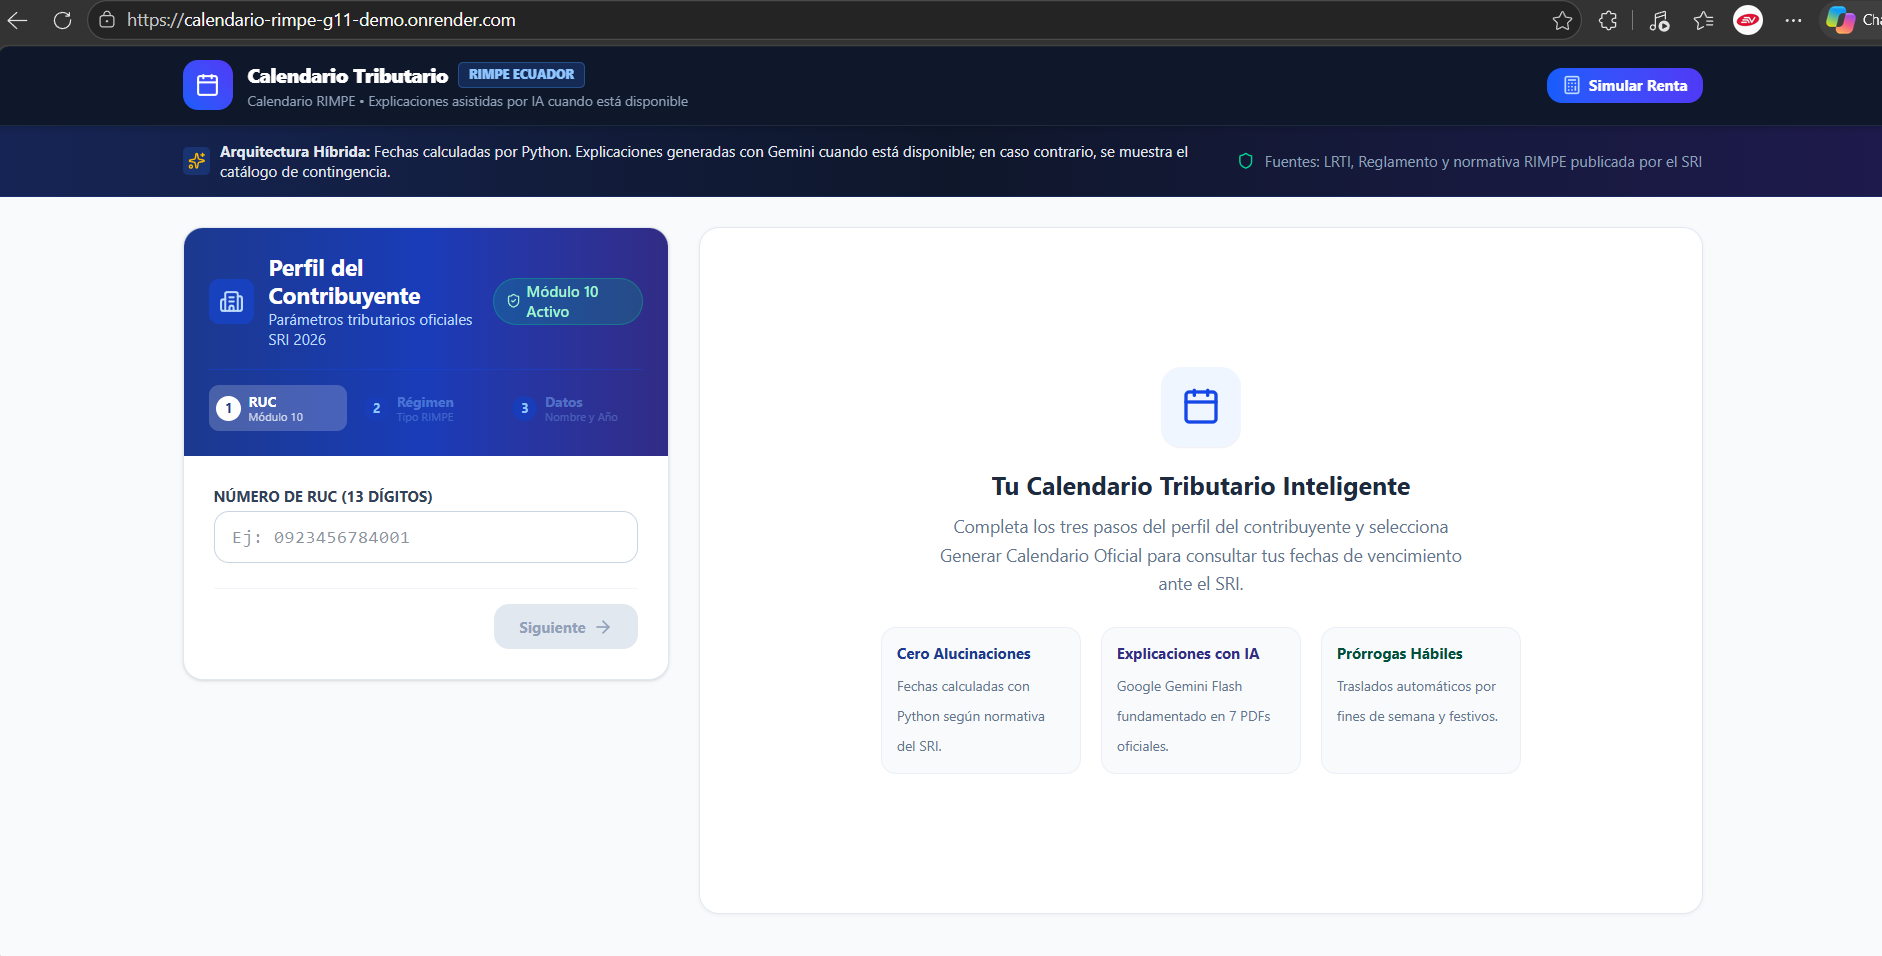 https://calendario-rimpe-g11-demo.onrender.com
Calendario Tributario
RIMPE ECUADOR
Calendario RIMPE • Explicaciones asistidas por IA cuando está disponible
Simular Renta
Arquitectura Híbrida: Fechas calculadas por Python. Explicaciones generadas con Gemini cuando está disponible; en caso contrario, se muestra el
catálogo de contingencia.
Fuentes: LRTI, Reglamento y normativa RIMPE publicada por el SRI
Perfil del
Contribuyente
Parámetros tributarios oficiales
SRI 2026
Módulo 10
Activo
1
RUC
Módulo 10
2
Régimen
Tipo RIMPE
3
Datos
Nombre y Año
NÚMERO DE RUC (13 DÍGITOS)
Ej: 0923456784001
Siguiente
Tu Calendario Tributario Inteligente
Completa los tres pasos del perfil del contribuyente y selecciona
Generar Calendario Oficial para consultar tus fechas de vencimiento
ante el SRI.
Cero Alucinaciones
Fechas calculadas con
Python según normativa
del SRI.
Explicaciones con IA
Google Gemini Flash
fundamentado en 7 PDFs
oficiales.
Prórrogas Hábiles
Traslados automáticos por
fines de semana y festivos.